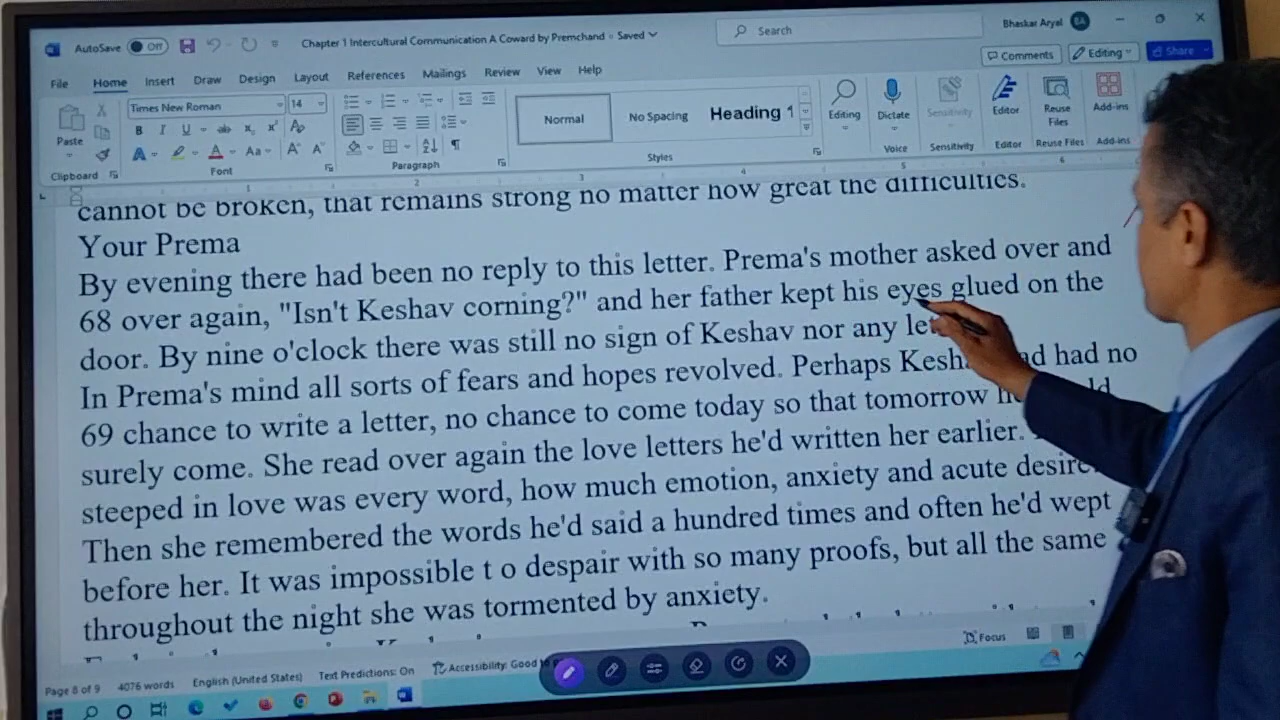 AutoSave Off
Chapter 1 Intercultural Communication A Coward by Premchand • Saved
Search
Bhaskar Aryal BA
File Home Insert Draw Design Layout References Mailings Review View Help
Comments Editing Share
Times New Roman 14
Paste
Normal
No Spacing
Heading 1
Editing
Dictate
Sensitivity
Editor
Reuse Files
Add-ins
Clipboard
Font
Paragraph
Styles
Voice
Sensitivity
Editor
Reuse Files
Add-ins
1 2 3 4 5 6
cannot be broken, that remains strong no matter how great the difficulties.
Your Prema
By evening there had been no reply to this letter. Prema's mother asked over and
68 over again, "Isn't Keshav corning?" and her father kept his eyes glued on the
door. By nine o'clock there was still no sign of Keshav nor any
In Prema's mind all sorts of fears and hopes revolved. Perhaps had no
69 chance to write a letter, no chance to come today so that tomorrow
surely come. She read over again the love letters he'd written her earlier.
steeped in love was every word, how much emotion, anxiety and acute desire
Then she remembered the words he'd said a hundred times and often he'd wept
before her. It was impossible t o despair with so many proofs, but all the same
throughout the night she was tormented by anxiety.
Page 8 of 9 4076 words English (United States) Text Predictions: On Accessibility: Good
Focus